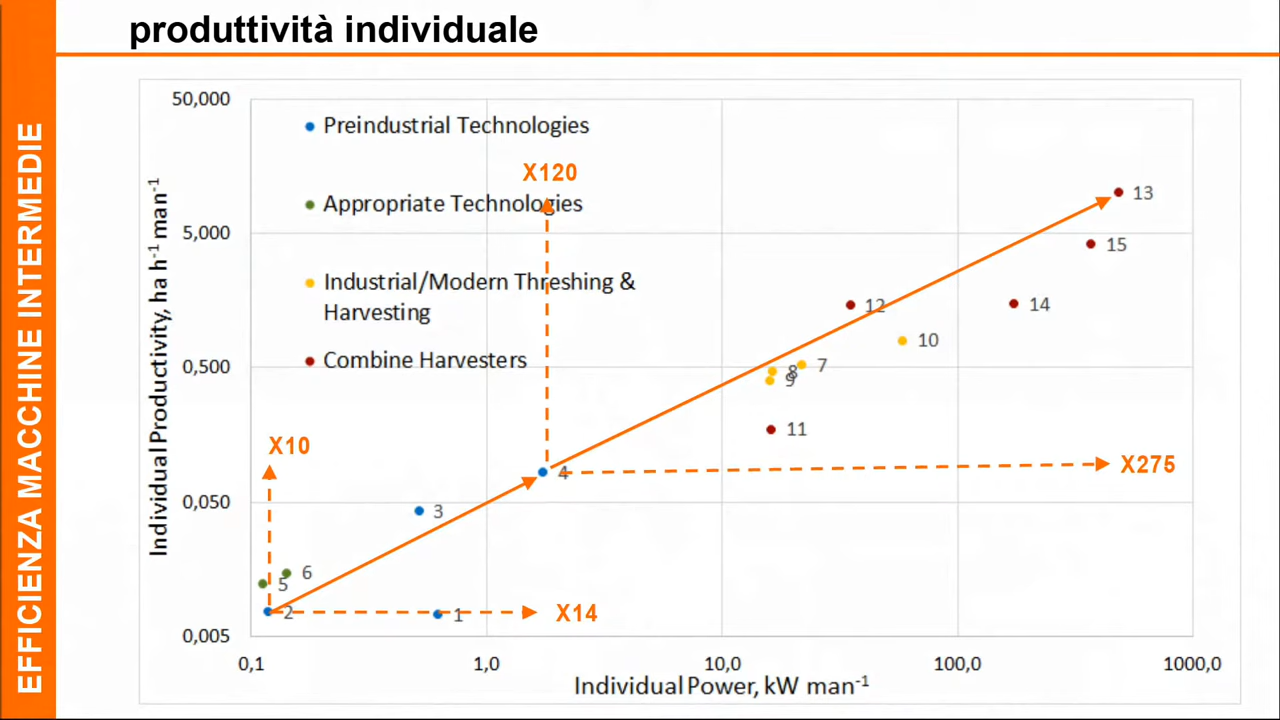 produttività individuale
EFFICIENZA MACCHINE INTERMEDIE
50,000
5,000
0,500
0,050
0,005
Individual Productivity, ha h-1 man-1
Preindustrial Technologies
Appropriate Technologies
Industrial/Modern Threshing &
Harvesting
Combine Harvesters
X120
X10
X275
X14
13
15
12
14
10
7
8
9
11
4
3
6
5
2
1
0,1
1,0
10,0
100,0
1000,0
Individual Power, kW man-1